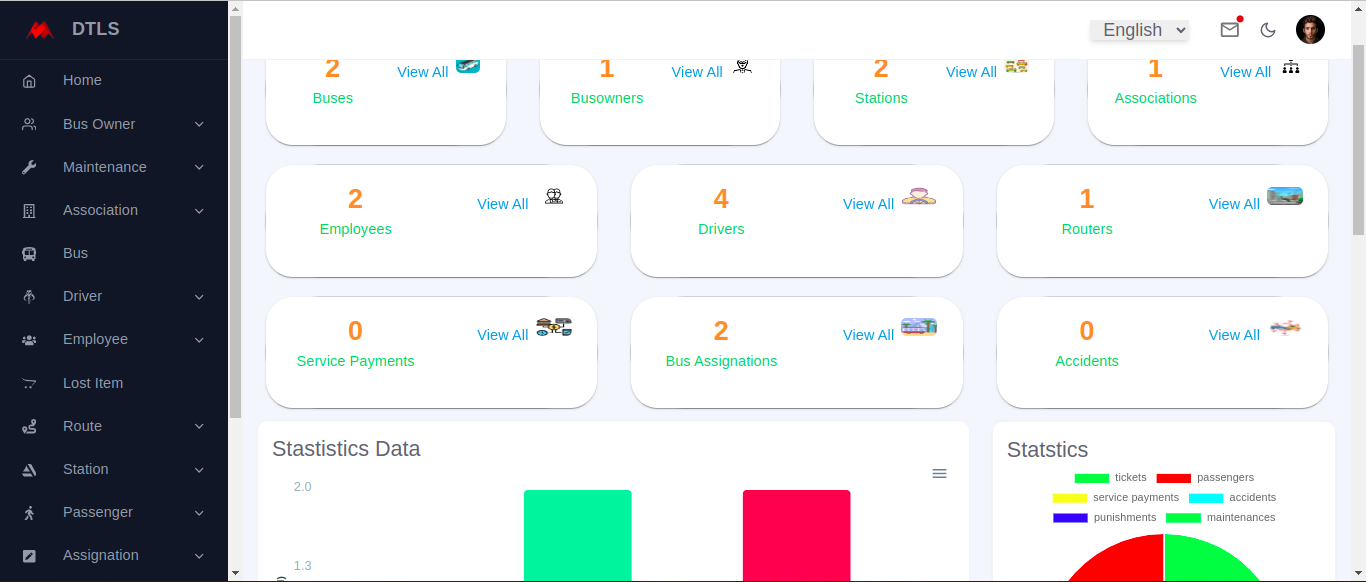 DTLS
English
Home
Bus Owner
Maintenance
Association
Bus
Driver
Employee
Lost Item
Route
Station
Passenger
Assignation
2 View All
Buses
1 View All
Busowners
2 View All
Stations
1 View All
Associations
2 View All
Employees
4 View All
Drivers
1 View All
Routers
0 View All
Service Payments
2 View All
Bus Assignations
0 View All
Accidents
Stastistics Data
2.0
1.3
Statstics
tickets passengers
service payments accidents
punishments maintenances